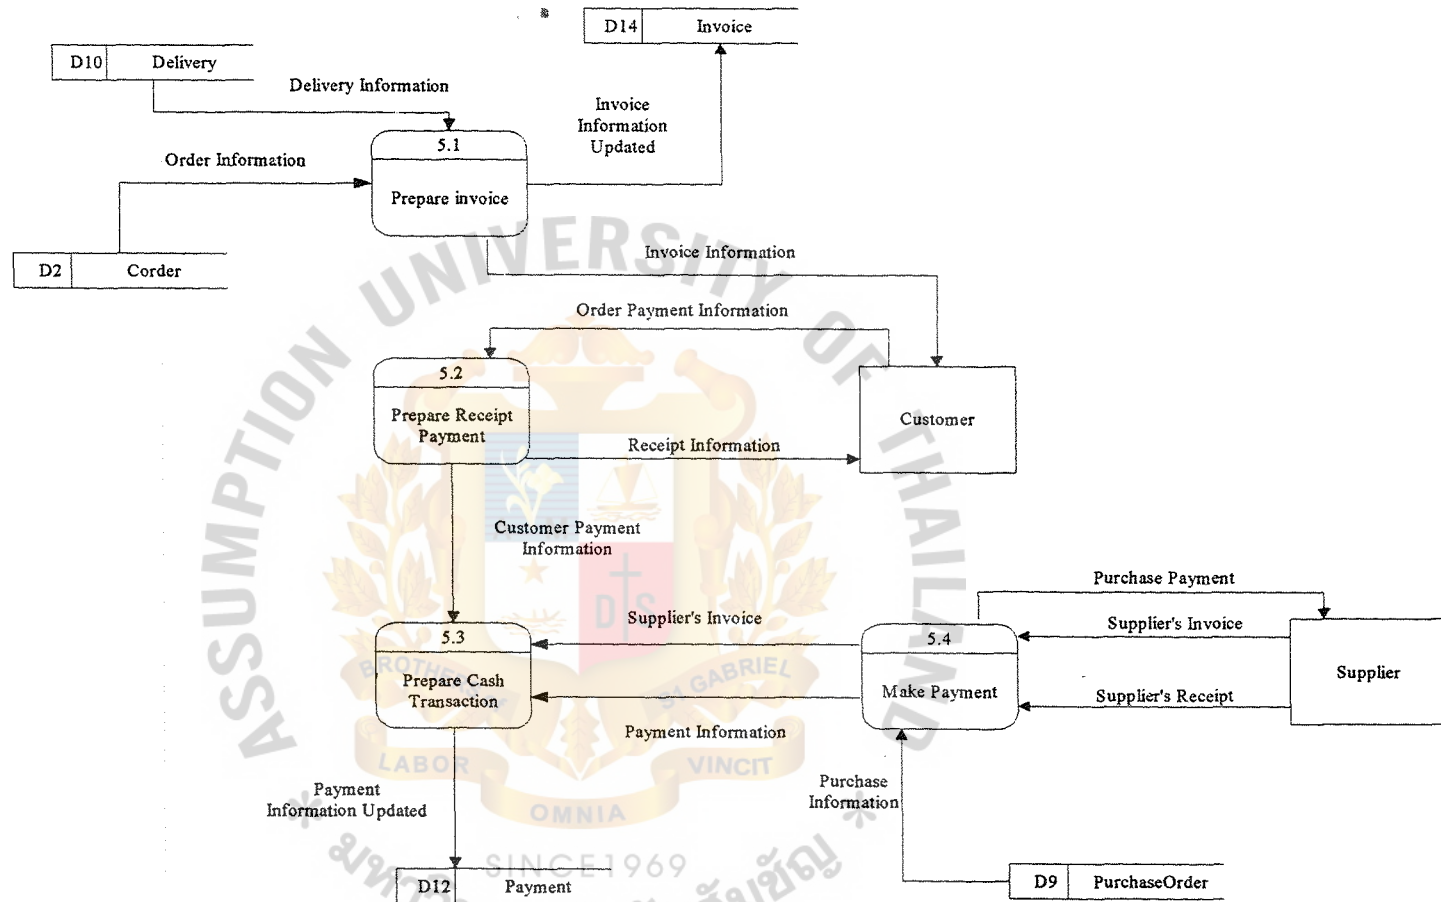 D14 Invoice
D10 Delivery
Delivery Information
Invoice
Information
Updated
5.1
Prepare invoice
Order Information
D2 Corder
Invoice Information
Order Payment Information
5.2
Prepare Receipt
Payment
Customer
Receipt Information
Customer Payment
Information
Purchase Payment
Supplier's Invoice
Supplier's Invoice
5.3
Prepare Cash
Transaction
5.4
Make Payment
Supplier
Supplier's Receipt
Payment Information
Payment
Information Updated
Purchase
Information
D12 Payment
D9 PurchaseOrder
ASSUMPTION UNIVERSITY OF THAILAND
DS
BROTHERS OF ST GABRIEL
LABOR
OMNIA
VINCIT
SINCE1969